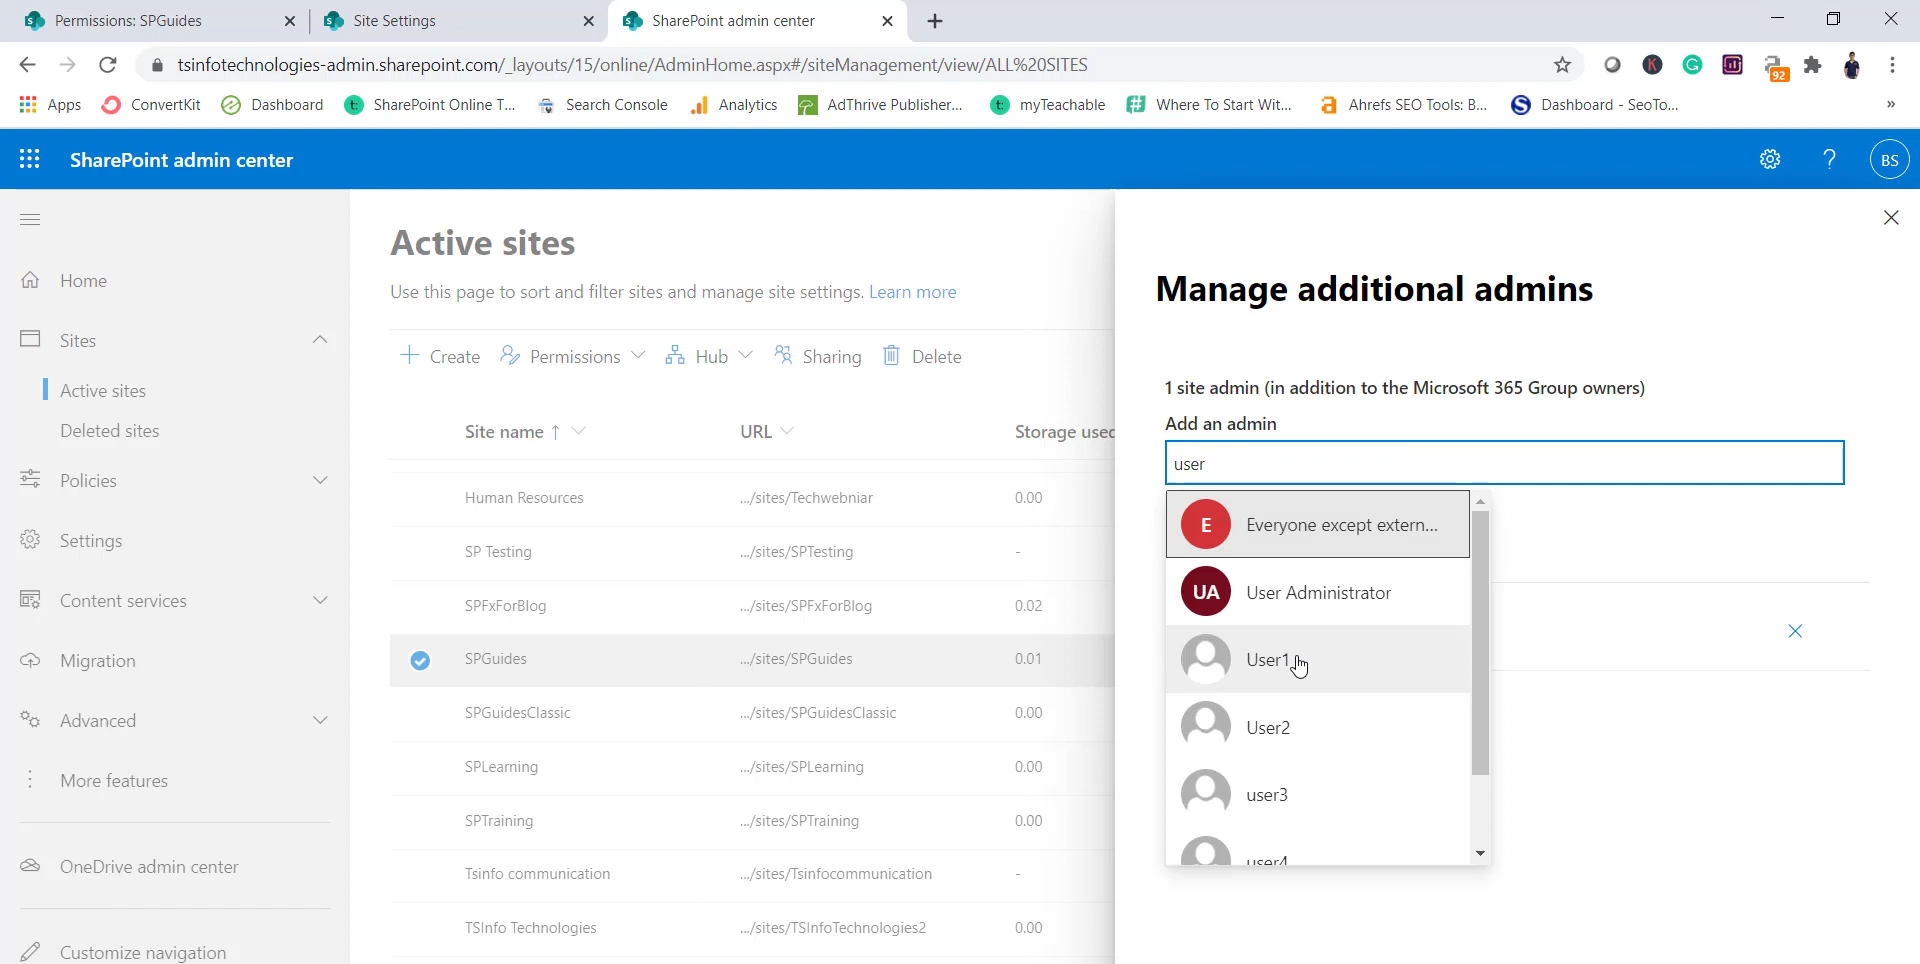 Permissions: SPGuides
Site Settings
SharePoint admin center
tsinfotechnologies-admin.sharepoint.com/_layouts/15/online/AdminHome.aspx#/siteManagement/view/ALL%20SITES
K
G
92
Apps
ConvertKit
Dashboard
t:
SharePoint Online T...
Search Console
Analytics
AdThrive Publisher...
t:
myTeachable
Where To Start Wit...
a
Ahrefs SEO Tools: B...
S
Dashboard - SeoTo...
»
SharePoint admin center
?
BS
Home
Sites
Active sites
Deleted sites
Policies
Settings
Content services
Migration
Advanced
More features
OneDrive admin center
Customize navigation
Active sites
Use this page to sort and filter sites and manage site settings. Learn more
Create Permissions Hub Sharing Delete
Site name ↑ URL Storage used
Human Resources .../sites/Techwebniar 0.00
SP Testing .../sites/SPTesting -
SPFxForBlog .../sites/SPFxForBlog 0.02
SPGuides .../sites/SPGuides 0.01
SPGuidesClassic .../sites/SPGuidesClassic 0.00
SPLearning .../sites/SPLearning 0.00
SPTraining .../sites/SPTraining 0.00
Tsinfo communication .../sites/Tsinfocommunication -
TSInfo Technologies .../sites/TSInfoTechnologies2 0.00
Manage additional admins
1 site admin (in addition to the Microsoft 365 Group owners)
Add an admin
user
E Everyone except extern...
UA User Administrator
User1
User2
user3
user4